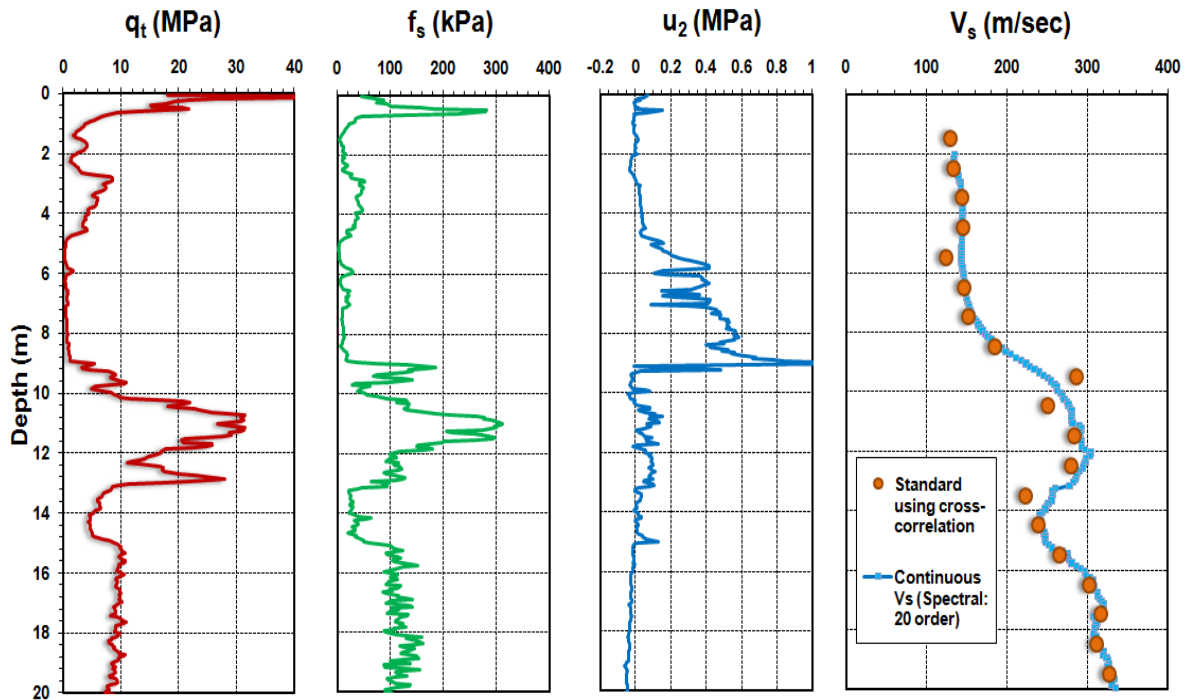 qt (MPa)
fs (kPa)
u2 (MPa)
Vs (m/sec)
0 10 20 30 40
0 100 200 300 400
-0.2 0 0.2 0.4 0.6 0.8 1
0 100 200 300 400
0
2
4
6
8
10
12
14
16
18
20
Depth (m)
Standard
using cross-
correlation
Continuous
Vs (Spectral:
20 order)